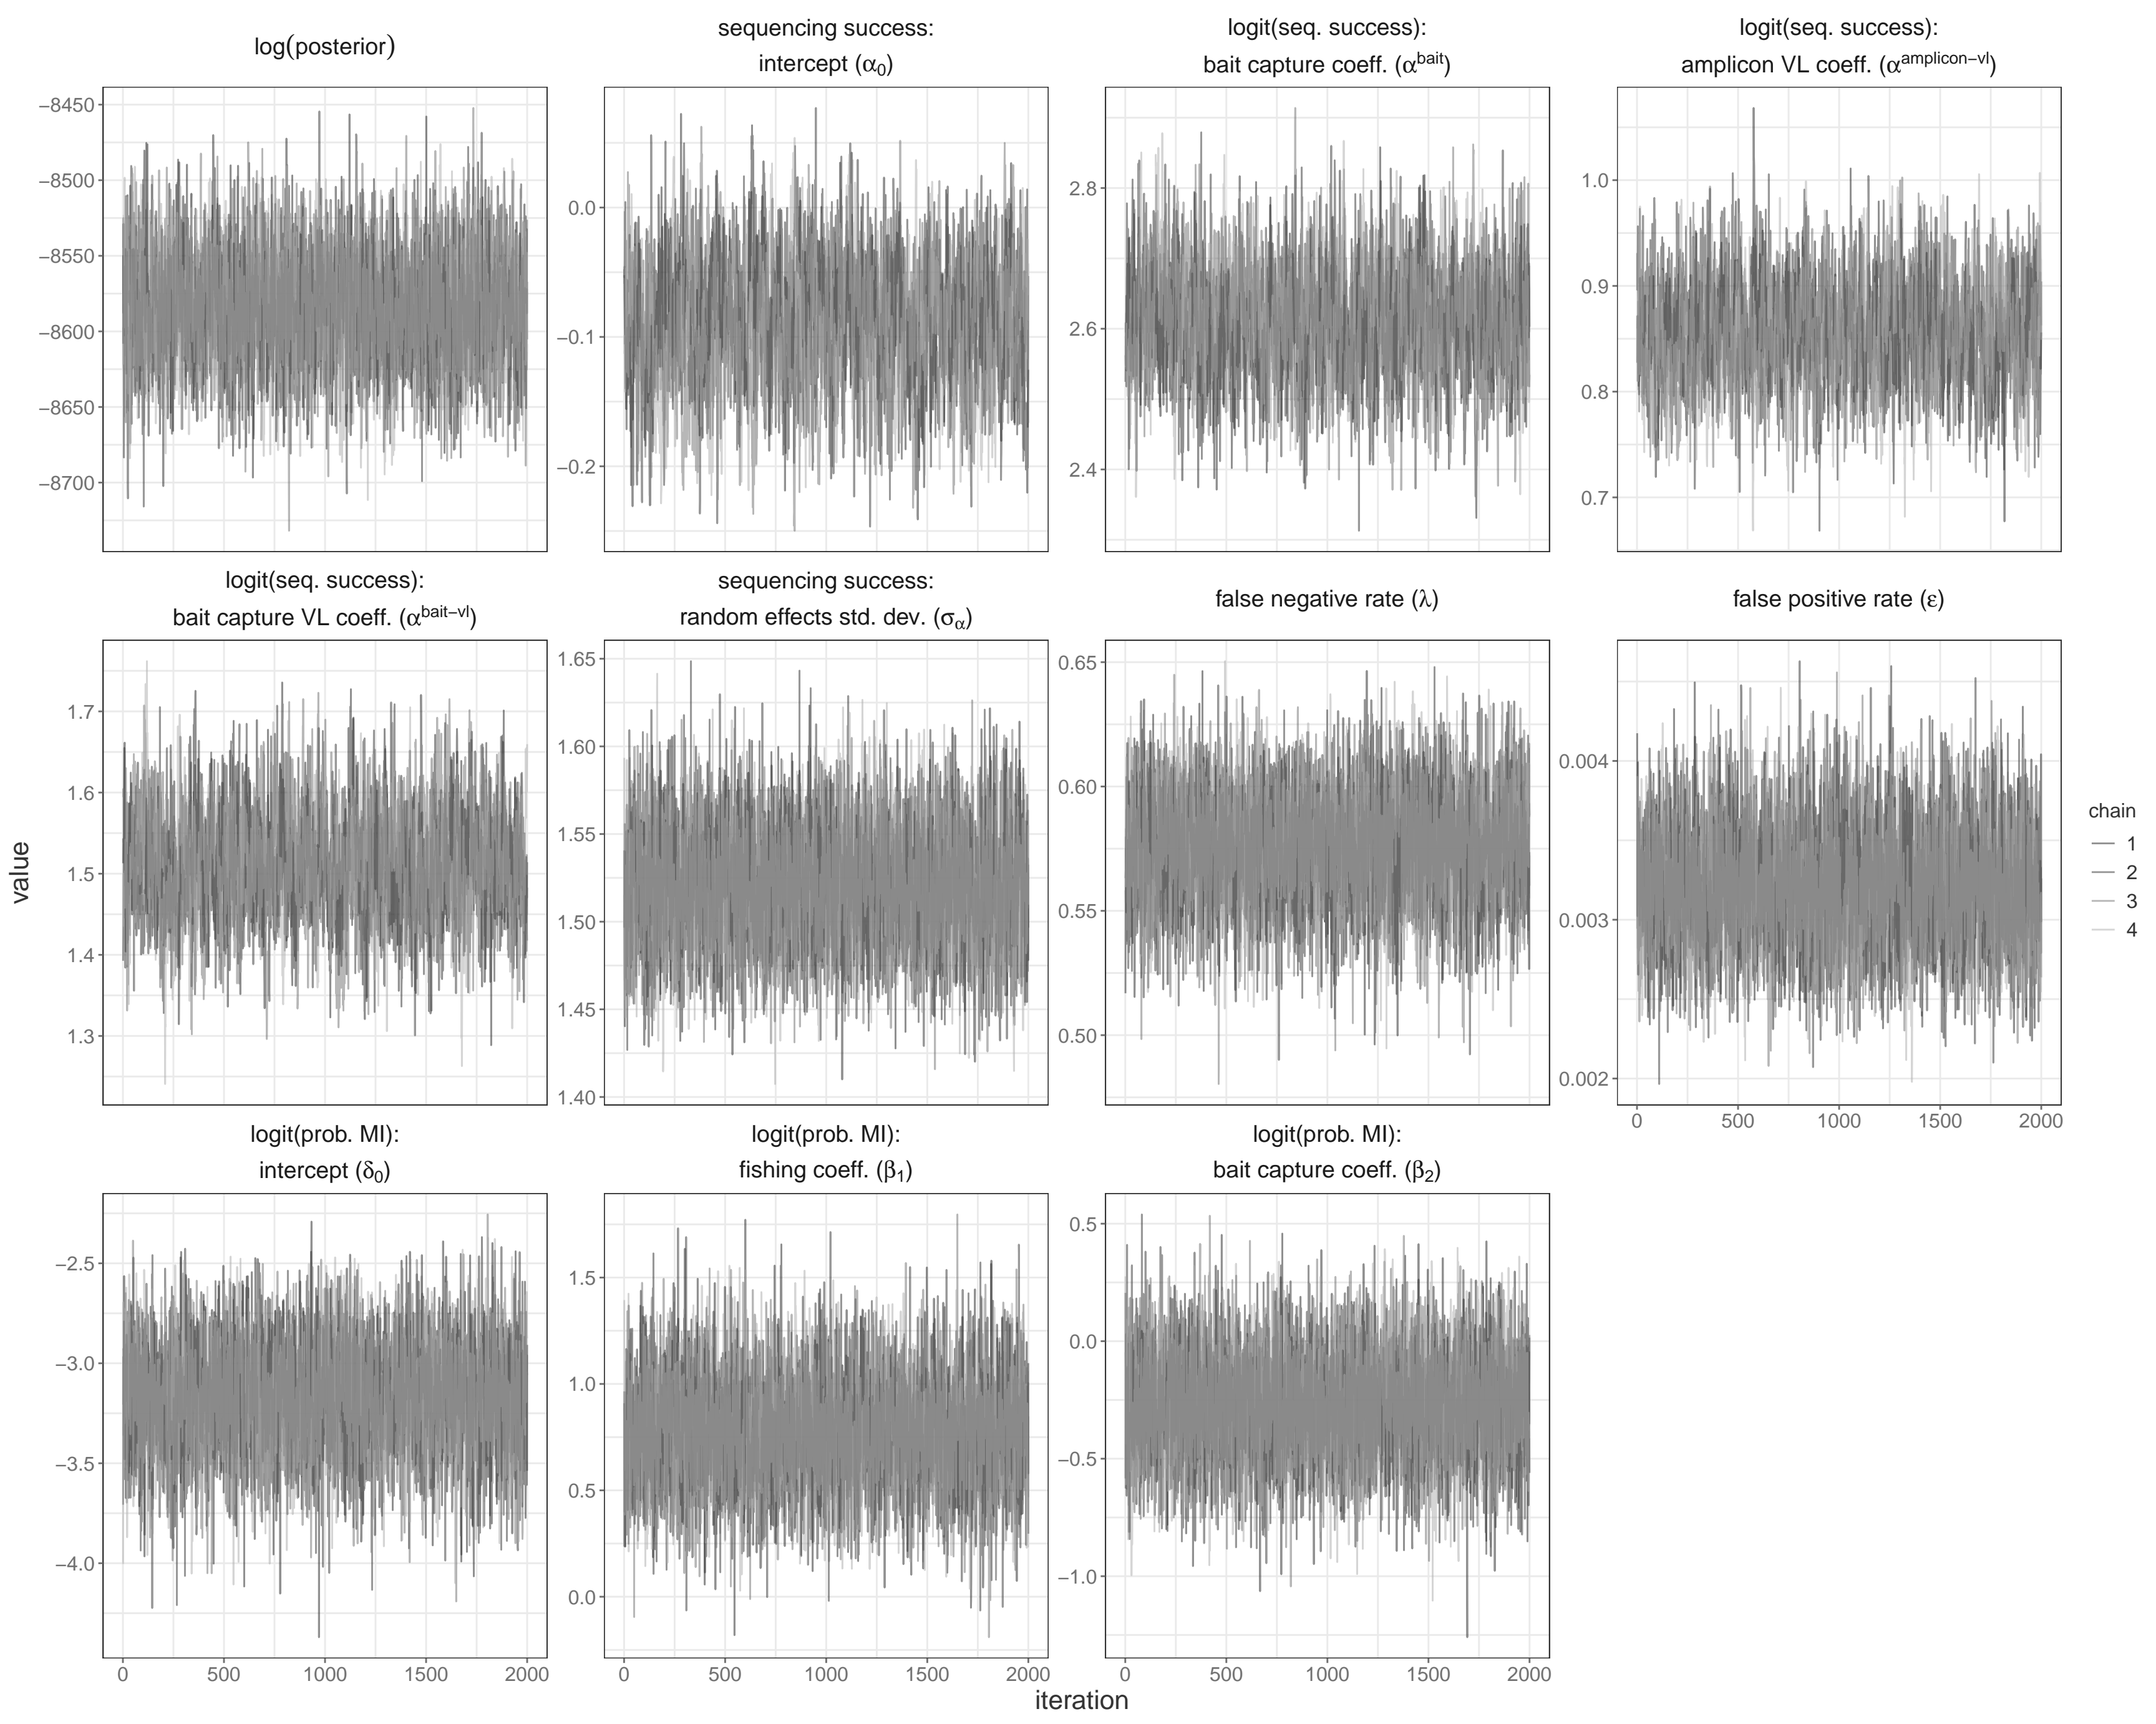 log(posterior)
sequencing success:
intercept (α0)
logit(seq. success):
bait capture coeff. (α^bait)
logit(seq. success):
amplicon VL coeff. (α^amplicon−vl)
−8450
−8500
−8550
−8600
−8650
−8700
0.0
−0.1
−0.2
2.8
2.6
2.4
1.0
0.9
0.8
0.7
logit(seq. success):
bait capture VL coeff. (α^bait−vl)
sequencing success:
random effects std. dev. (σα)
false negative rate (λ)
false positive rate (ε)
1.7
1.6
1.5
1.4
1.3
1.65
1.60
1.55
1.50
1.45
1.40
0.65
0.60
0.55
0.50
0.004
0.003
0.002
0 500 1000 1500 2000
value
chain
1
2
3
4
logit(prob. MI):
intercept (δ0)
logit(prob. MI):
fishing coeff. (β1)
logit(prob. MI):
bait capture coeff. (β2)
−2.5
−3.0
−3.5
−4.0
1.5
1.0
0.5
0.0
0.5
0.0
−0.5
−1.0
0 500 1000 1500 2000
0 500 1000 1500 2000
0 500 1000 1500 2000
iteration